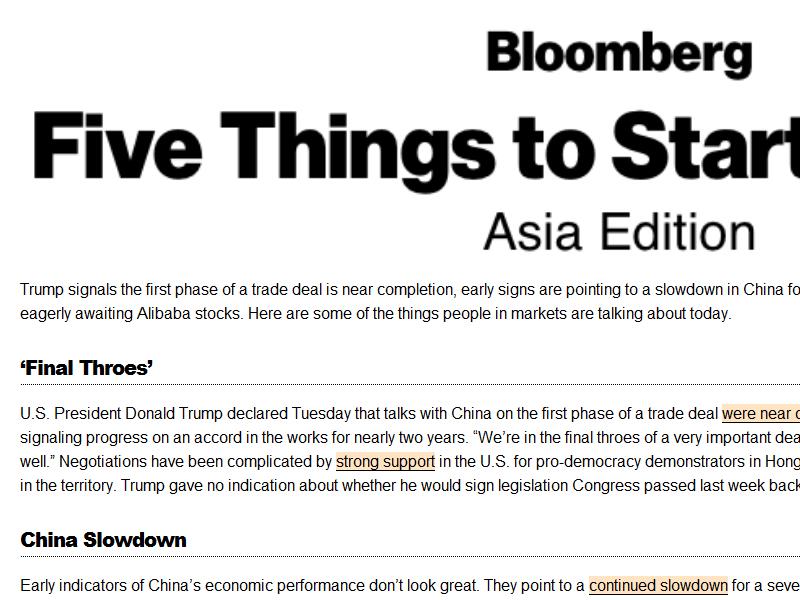 Bloomberg
Five Things to Start
Asia Edition
Trump signals the first phase of a trade deal is near completion, early signs are pointing to a slowdown in China fo
eagerly awaiting Alibaba stocks. Here are some of the things people in markets are talking about today.
‘Final Throes’
U.S. President Donald Trump declared Tuesday that talks with China on the first phase of a trade deal were near c
signaling progress on an accord in the works for nearly two years. “We’re in the final throes of a very important dea
well.” Negotiations have been complicated by strong support in the U.S. for pro-democracy demonstrators in Hong
in the territory. Trump gave no indication about whether he would sign legislation Congress passed last week back
China Slowdown
Early indicators of China’s economic performance don’t look great. They point to a continued slowdown for a seve